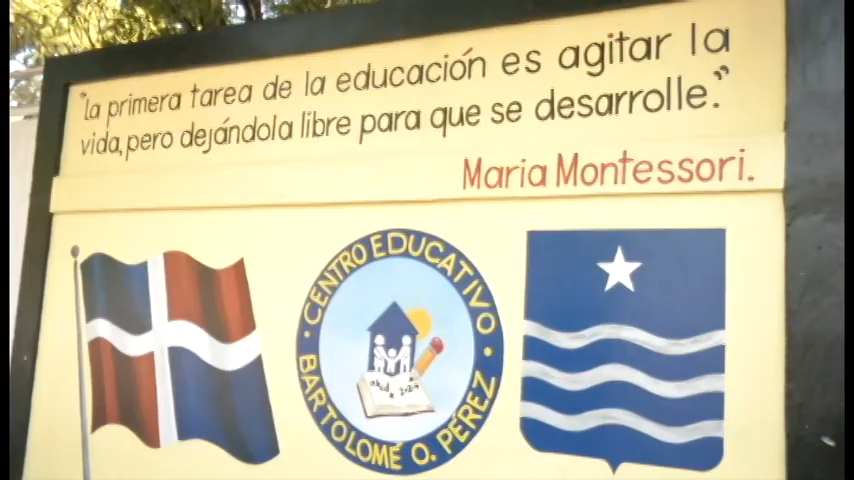 "la primera tarea de la educación es agitar la
vida, pero dejándola libre para que se desarrolle."
Maria Montessori.
CENTRO EDUCATIVO
BARTOLOMÉ O. PÉREZ